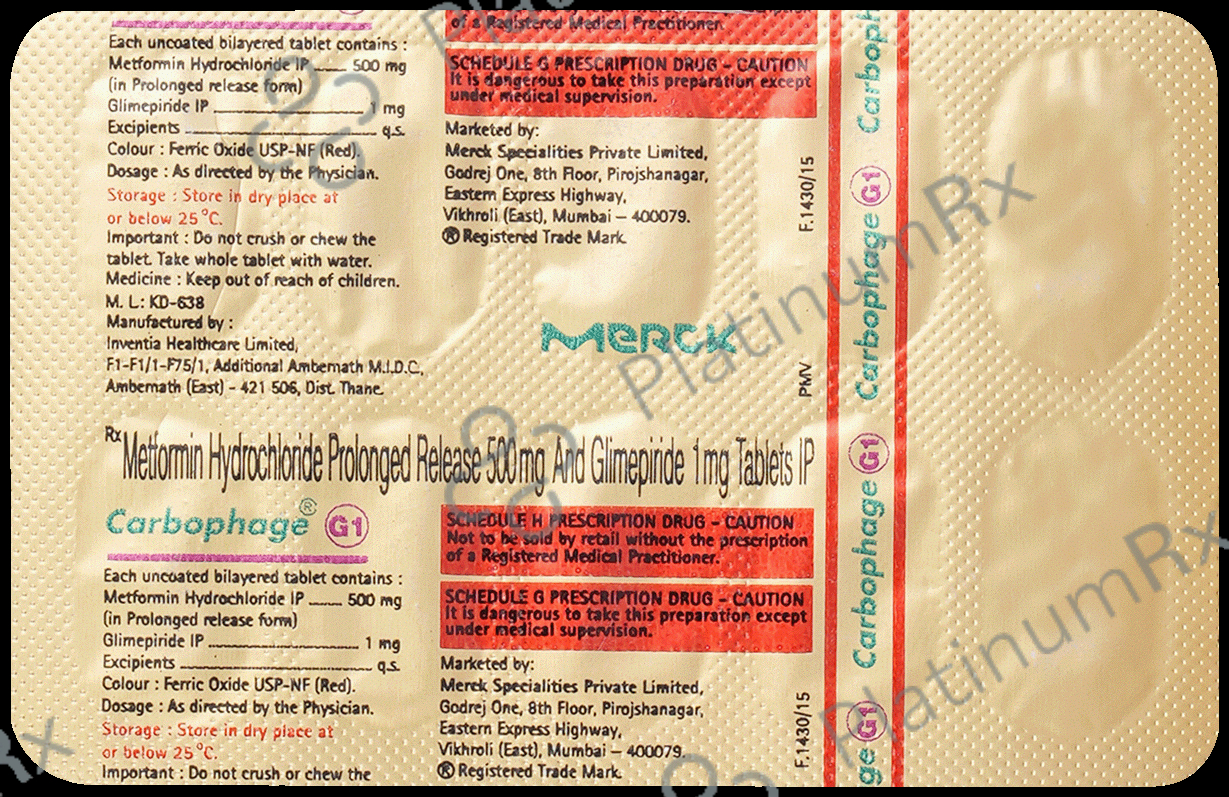 of a Registered Medical Practitioner.
Each uncoated bilayered tablet contains :
Metformin Hydrochloride IP 500 mg
(in Prolonged release form)
Glimepiride IP 1 mg
Excipients q.s.
Colour : Ferric Oxide USP-NF (Red).
Dosage : As directed by the Physician.
Storage : Store in dry place at
or below 25°C.
Important : Do not crush or chew the
tablet. Take whole tablet with water.
Medicine : Keep out of reach of children.
M. L: KD-638
Manufactured by :
Inventia Healthcare Limited,
F1-F1/1-F75/1, Additional Ambernath M.I.D.C,
Ambernath (East) - 421 506, Dist. Thane.
SCHEDULE G PRESCRIPTION DRUG - CAUTION
It is dangerous to take this preparation except
under medical supervision.
Marketed by:
Merck Specialities Private Limited,
Godrej One, 8th Floor, Pirojshanagar,
Eastern Express Highway,
Vikhroli (East), Mumbai – 400079.
® Registered Trade Mark.
MERCK
F.1430/15
PMV
Rx Metformin Hydrochloride Prolonged Release 500mg And Glimepiride 1mg Tablets IP
Carbophage® G1
SCHEDULE H PRESCRIPTION DRUG - CAUTION
Not to be sold by retail without the prescription
of a Registered Medical Practitioner.
SCHEDULE G PRESCRIPTION DRUG - CAUTION
It is dangerous to take this preparation except
under medical supervision.
Each uncoated bilayered tablet contains :
Metformin Hydrochloride IP 500 mg
(in Prolonged release form)
Glimepiride IP 1 mg
Excipients q.s.
Colour : Ferric Oxide USP-NF (Red).
Dosage : As directed by the Physician.
Storage : Store in dry place at
or below 25°C.
Important : Do not crush or chew the
Marketed by:
Merck Specialities Private Limited,
Godrej One, 8th Floor, Pirojshanagar,
Eastern Express Highway,
Vikhroli (East), Mumbai – 400079.
® Registered Trade Mark.
F.1430/15
Carboph
Carbophage G1
Carbophage G1
ge G1
PlatinumRx
PlatinumRx
Rx